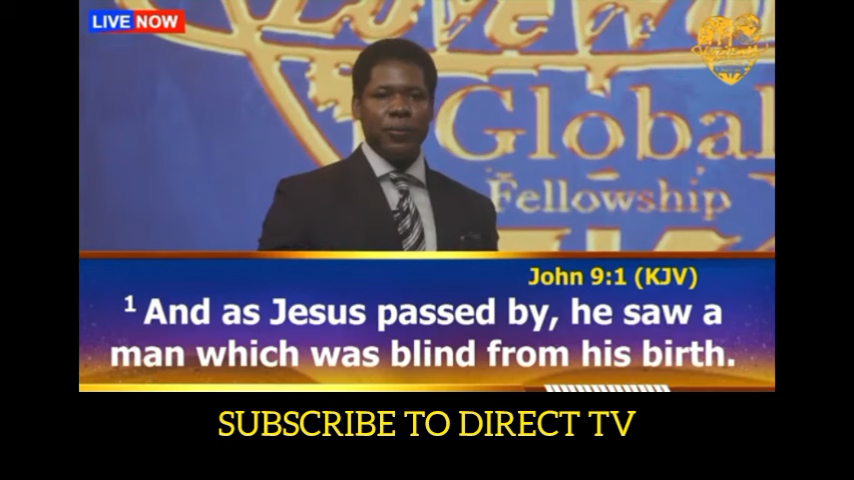 LIVE NOW
Loveworld
Global
Fellowship
John 9:1 (KJV)
1 And as Jesus passed by, he saw a
man which was blind from his birth.
SUBSCRIBE TO DIRECT TV